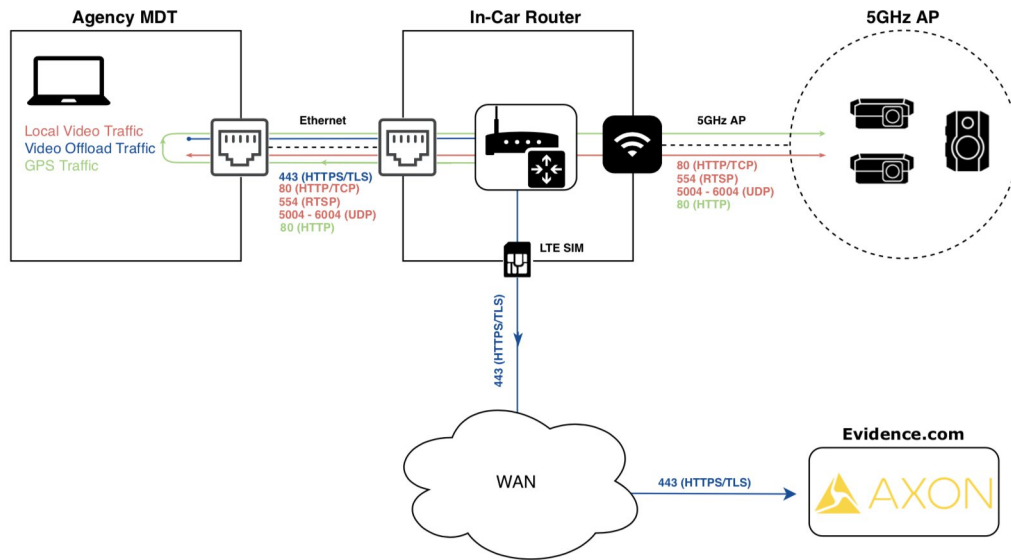 Agency MDT
In-Car Router
5GHz AP
Local Video Traffic
Video Offload Traffic
GPS Traffic
Ethernet
443 (HTTPS/TLS)
80 (HTTP/TCP)
554 (RTSP)
5004 - 6004 (UDP)
80 (HTTP)
5GHz AP
80 (HTTP/TCP)
554 (RTSP)
5004 - 6004 (UDP)
80 (HTTP)
LTE SIM
443 (HTTPS/TLS)
WAN
443 (HTTPS/TLS)
Evidence.com
AXON